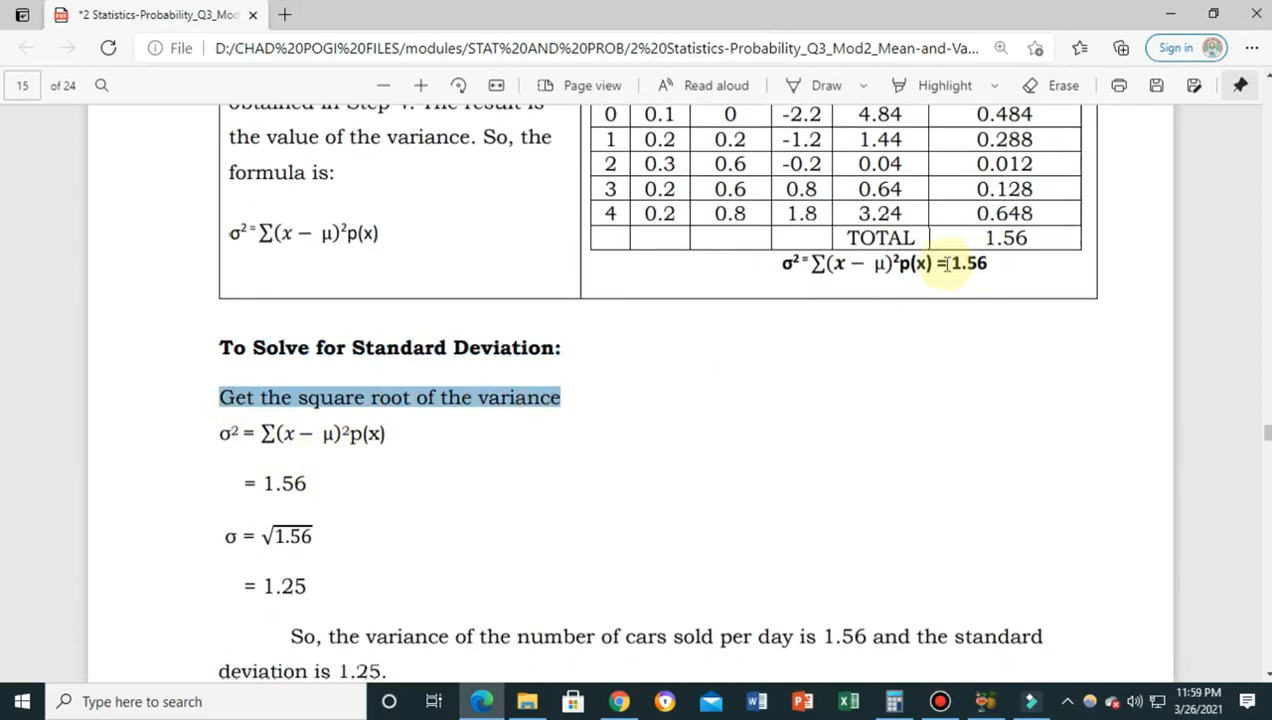 *2 Statistics-Probability_Q3_Mod
File
D:/CHAD%20POGI%20FILES/modules/STAT%20AND%20PROB/2%20Statistics-Probability_Q3_Mod2_Mean-and-Va...
Sign in
15 of 24
Page view
Read aloud
Draw
Highlight
Erase
the value of the variance. So, the
formula is:
σ² = ∑(x − μ)²p(x)
0 0.1 0 -2.2 4.84 0.484
1 0.2 0.2 -1.2 1.44 0.288
2 0.3 0.6 -0.2 0.04 0.012
3 0.2 0.6 0.8 0.64 0.128
4 0.2 0.8 1.8 3.24 0.648
TOTAL 1.56
σ² = ∑(x − μ)²p(x) = 1.56
To Solve for Standard Deviation:
Get the square root of the variance
σ² = ∑(x − μ)²p(x)
= 1.56
σ = √1.56
= 1.25
So, the variance of the number of cars sold per day is 1.56 and the standard
deviation is 1.25.
Type here to search
11:59 PM
3/26/2021